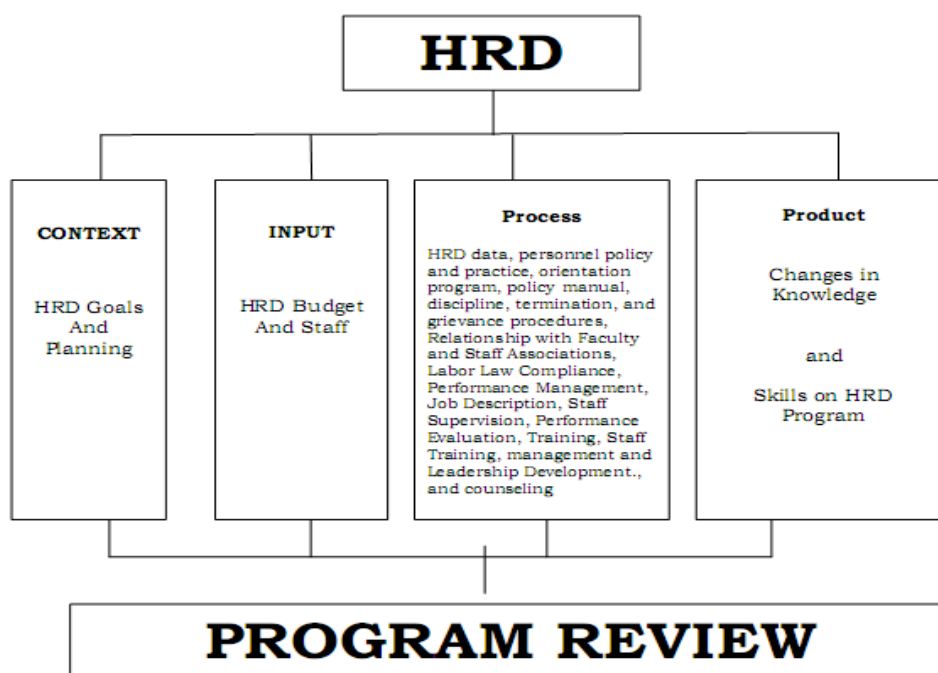 HRD
CONTEXT
HRD Goals
And
Planning
INPUT
HRD Budget
And Staff
Process
HRD data, personnel policy
and practice, orientation
program, policy manual,
discipline, termination, and
grievance procedures,
Relationship with Faculty
and Staff Associations,
Labor Law Compliance,
Performance Management,
Job Description, Staff
Supervision, Performance
Evaluation, Training, Staff
Training, management and
Leadership Development.,
and counseling
Product
Changes in
Knowledge
and
Skills on HRD
Program
PROGRAM REVIEW